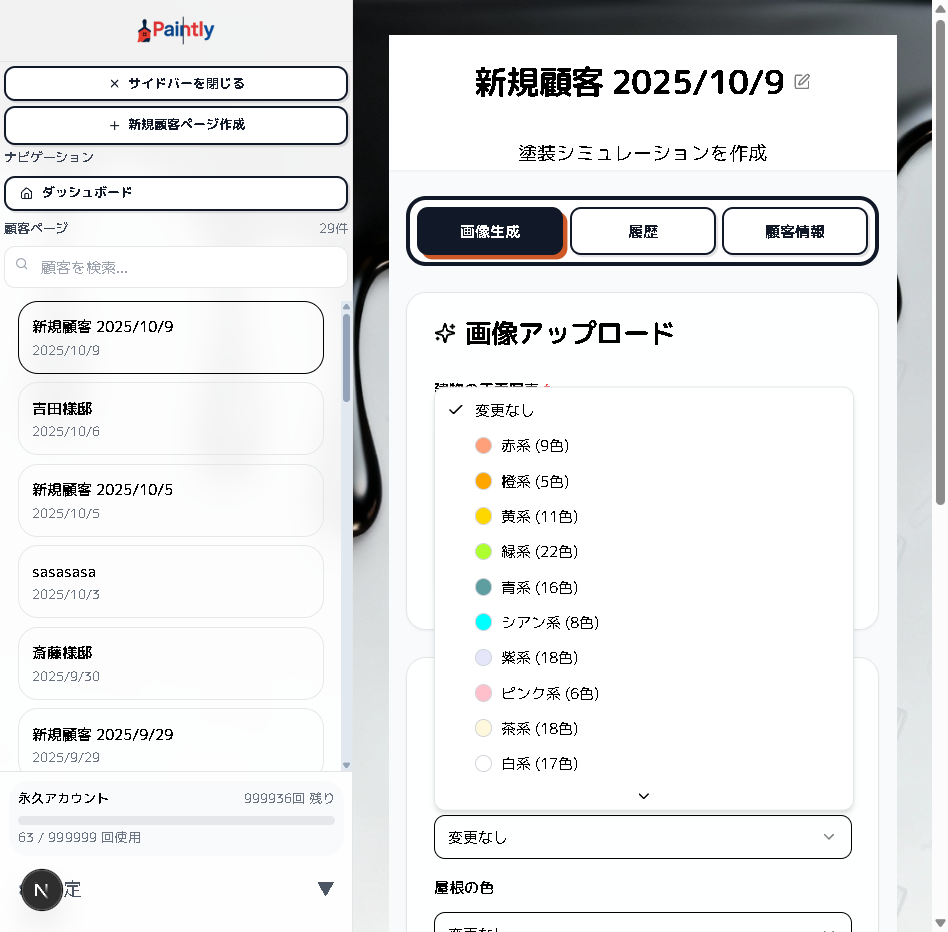 Paintly
× サイドバーを閉じる
+ 新規顧客ページ作成
ナビゲーション
ダッシュボード
顧客ページ 29件
顧客を検索...
新規顧客 2025/10/9
2025/10/9
吉田様邸
2025/10/6
新規顧客 2025/10/5
2025/10/5
sasasasa
2025/10/3
斎藤様邸
2025/9/30
新規顧客 2025/9/29
2025/9/29
永久アカウント 999936回 残り
63 / 999999 回使用
N
定
新規顧客 2025/10/9
塗装シミュレーションを作成
画像生成 履歴 顧客情報
画像アップロード
変更なし
赤系 (9色)
橙系 (5色)
黄系 (11色)
緑系 (22色)
青系 (16色)
シアン系 (8色)
紫系 (18色)
ピンク系 (6色)
茶系 (18色)
白系 (17色)
変更なし
屋根の色
変更なし